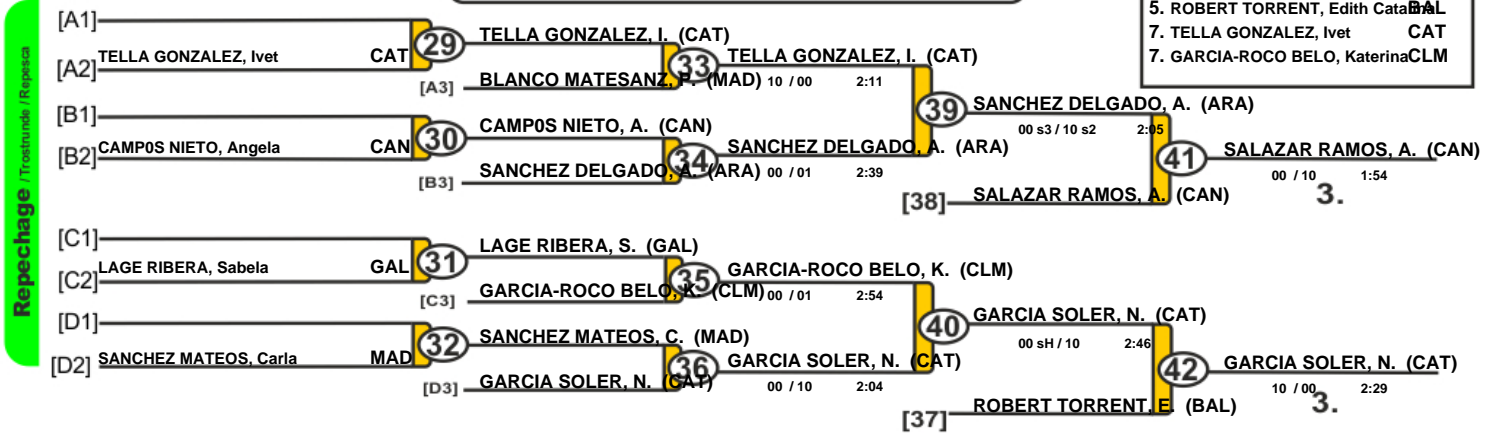 5. ROBERT TORRENT, Edith Catalina BAL
7. TELLA GONZALEZ, Ivet CAT
7. GARCIA-ROCO BELO, Katerina CLM
Repechage / Trostrunde / Repesca
[A1]
[A2] TELLA GONZALEZ, Ivet CAT
29
TELLA GONZALEZ, I. (CAT)
[A3] BLANCO MATESANZ, P. (MAD)
33
TELLA GONZALEZ, I. (CAT)
10 / 00 2:11
[B1]
[B2] CAMP0S NIETO, Angela CAN
30
CAMP0S NIETO, A. (CAN)
[B3] SANCHEZ DELGADO, A. (ARA)
34
SANCHEZ DELGADO, A. (ARA)
00 / 01 2:39
39
SANCHEZ DELGADO, A. (ARA)
00 s3 / 10 s2 2:05
[38] SALAZAR RAMOS, A. (CAN)
41
SALAZAR RAMOS, A. (CAN)
00 / 10 1:54
3.
[C1]
[C2] LAGE RIBERA, Sabela GAL
31
LAGE RIBERA, S. (GAL)
[C3] GARCIA-ROCO BELO, K. (CLM)
35
GARCIA-ROCO BELO, K. (CLM)
00 / 01 2:54
[D1]
[D2] SANCHEZ MATEOS, Carla MAD
32
SANCHEZ MATEOS, C. (MAD)
[D3] GARCIA SOLER, N. (CAT)
36
GARCIA SOLER, N. (CAT)
00 / 10 2:04
40
GARCIA SOLER, N. (CAT)
00 sH / 10 2:46
[37] ROBERT TORRENT, E. (BAL)
42
GARCIA SOLER, N. (CAT)
10 / 00 2:29
3.